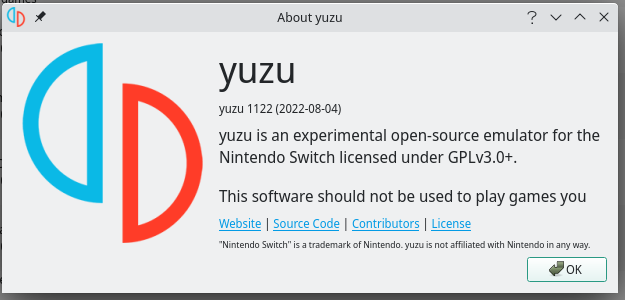 About yuzu
yuzu
yuzu 1122 (2022-08-04)
yuzu is an experimental open-source emulator for the
Nintendo Switch licensed under GPLv3.0+.
This software should not be used to play games you
Website | Source Code | Contributors | License
"Nintendo Switch" is a trademark of Nintendo. yuzu is not affiliated with Nintendo in any way.
OK